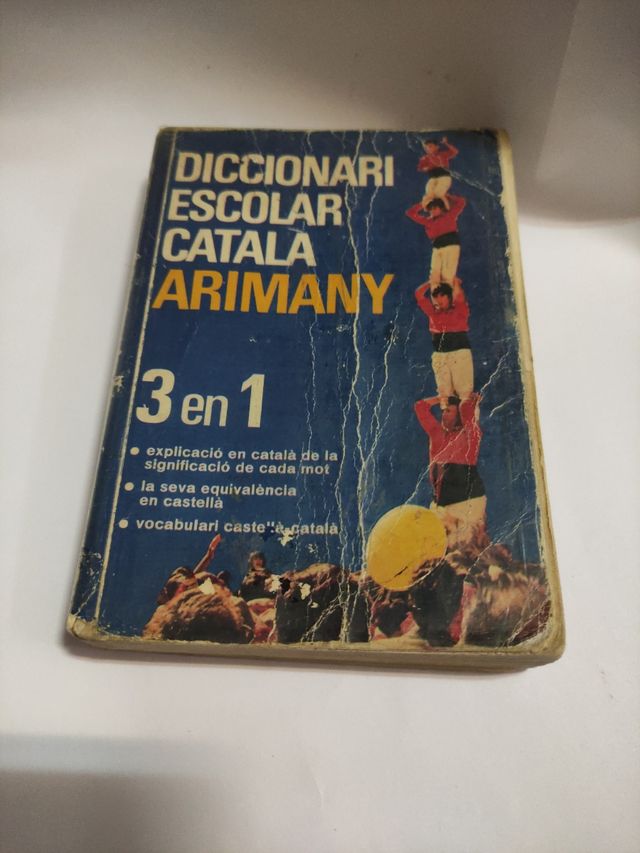 DICCIONARI
ESCOLAR
CATALA
ARIMANY
3 en 1
• explicació en català de la
significació de cada mot
• la seva equivalència
en castellà
• vocabulari castellà-català